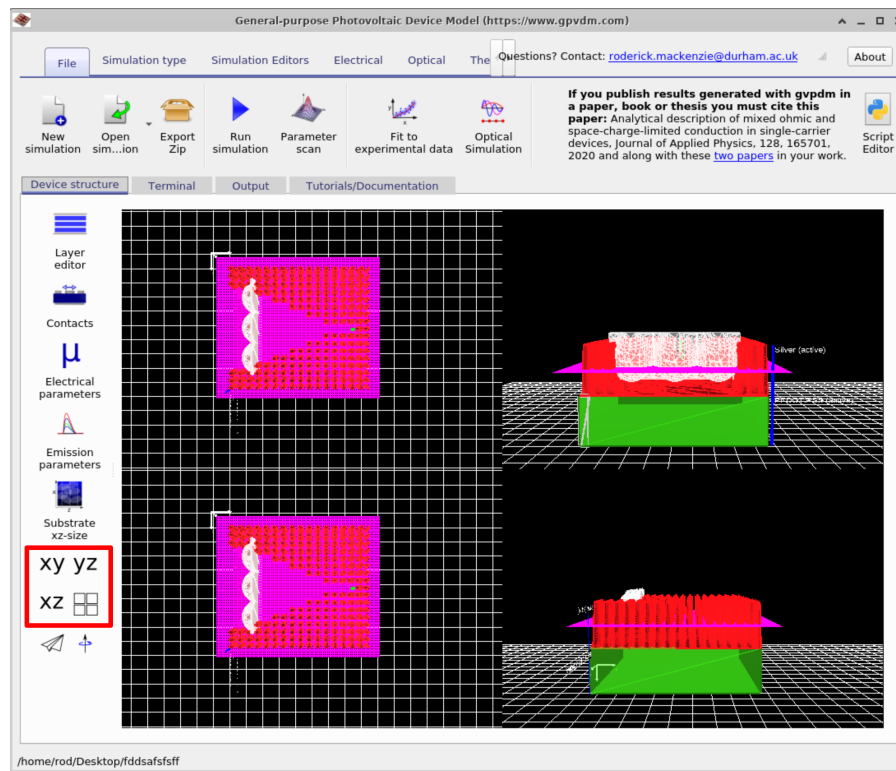 General-purpose Photovoltaic Device Model (https://www.gpvdm.com)
File
Simulation type
Simulation Editors
Electrical
Optical
The
Questions? Contact: roderick.mackenzie@durham.ac.uk
About
New
simulation
Open
sim...ion
Export
Zip
Run
simulation
Parameter
scan
Fit to
experimental data
Optical
Simulation
If you publish results generated with gvpdm in
a paper, book or thesis you must cite this
paper: Analytical description of mixed ohmic and
space-charge-limited conduction in single-carrier
devices, Journal of Applied Physics, 128, 165701,
2020 and along with these two papers in your work.
Script
Editor
Device structure
Terminal
Output
Tutorials/Documentation
Layer
editor
Contacts
μ
Electrical
parameters
Emission
parameters
Substrate
xz-size
xy yz
xz
Silver (active)
/home/rod/Desktop/fddsafsfsff